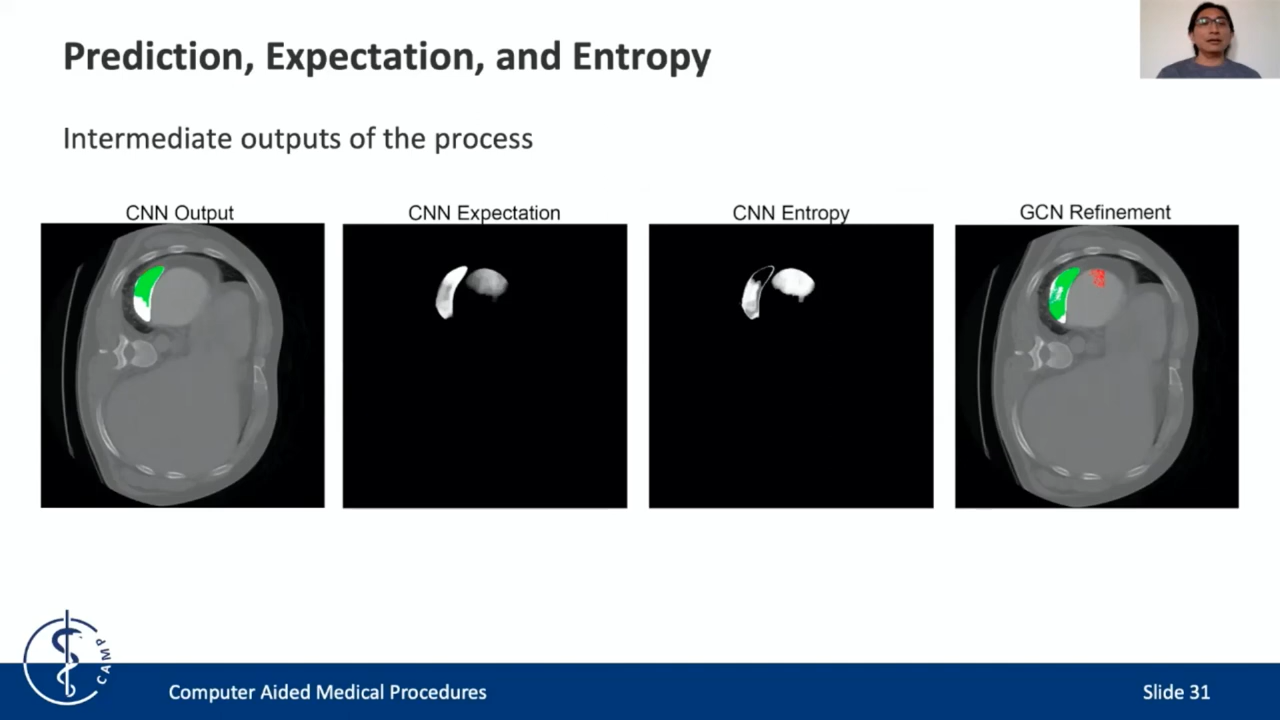 Prediction, Expectation, and Entropy
Intermediate outputs of the process
CNN Output
CNN Expectation
CNN Entropy
GCN Refinement
CAMP
Computer Aided Medical Procedures
Slide 31